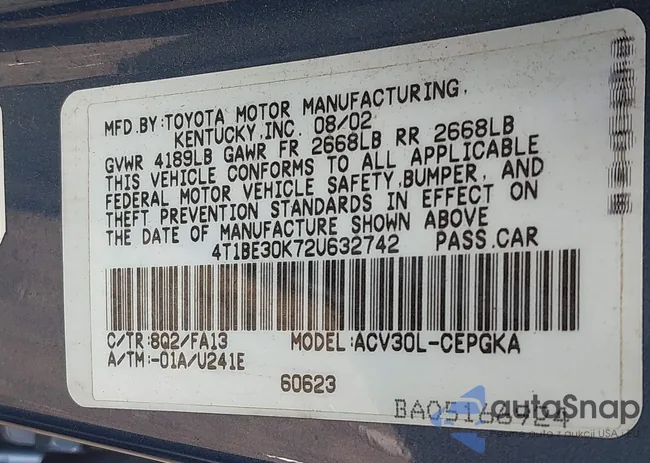 MFD.BY:TOYOTA MOTOR MANUFACTURING,
KENTUCKY,INC. 08/02
GVWR 4189LB GAWR FR 2668LB RR 2668LB
THIS VEHICLE CONFORMS TO ALL APPLICABLE
FEDERAL MOTOR VEHICLE SAFETY,BUMPER, AND
THEFT PREVENTION STANDARDS IN EFFECT ON
THE DATE OF MANUFACTURE SHOWN ABOVE
4T1BE30K72U632742 PASS.CAR
C/TR:8Q2/FA13 MODEL:ACV30L-CEPGKA
A/TM:-01A/U241E
60623
autoSnap